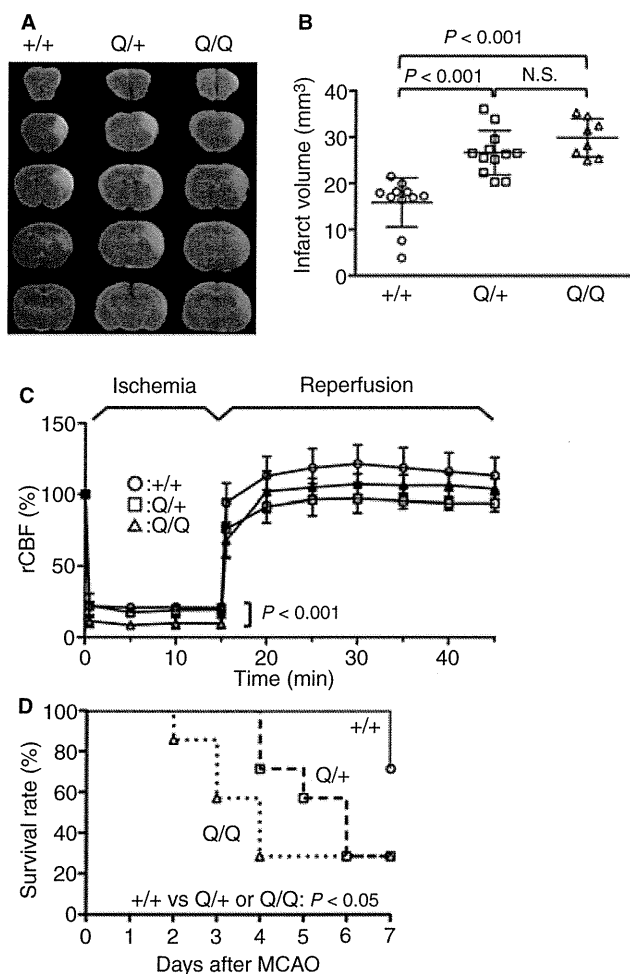 A
+/+ Q/+ Q/Q
B
P < 0.001
P < 0.001 N.S.
Infarct volume (mm³)
40
30
20
10
0
+/+ Q/+ Q/Q
C
Ischemia Reperfusion
rCBF (%)
150
100
50
0
○:+/+
□:Q/+
△:Q/Q
P < 0.001
0 10 20 30 40
Time (min)
D
Survival rate (%)
100
80
60
40
20
0
+/+
Q/+
Q/Q
+/+ vs Q/+ or Q/Q: P < 0.05
0 1 2 3 4 5 6 7
Days after MCAO